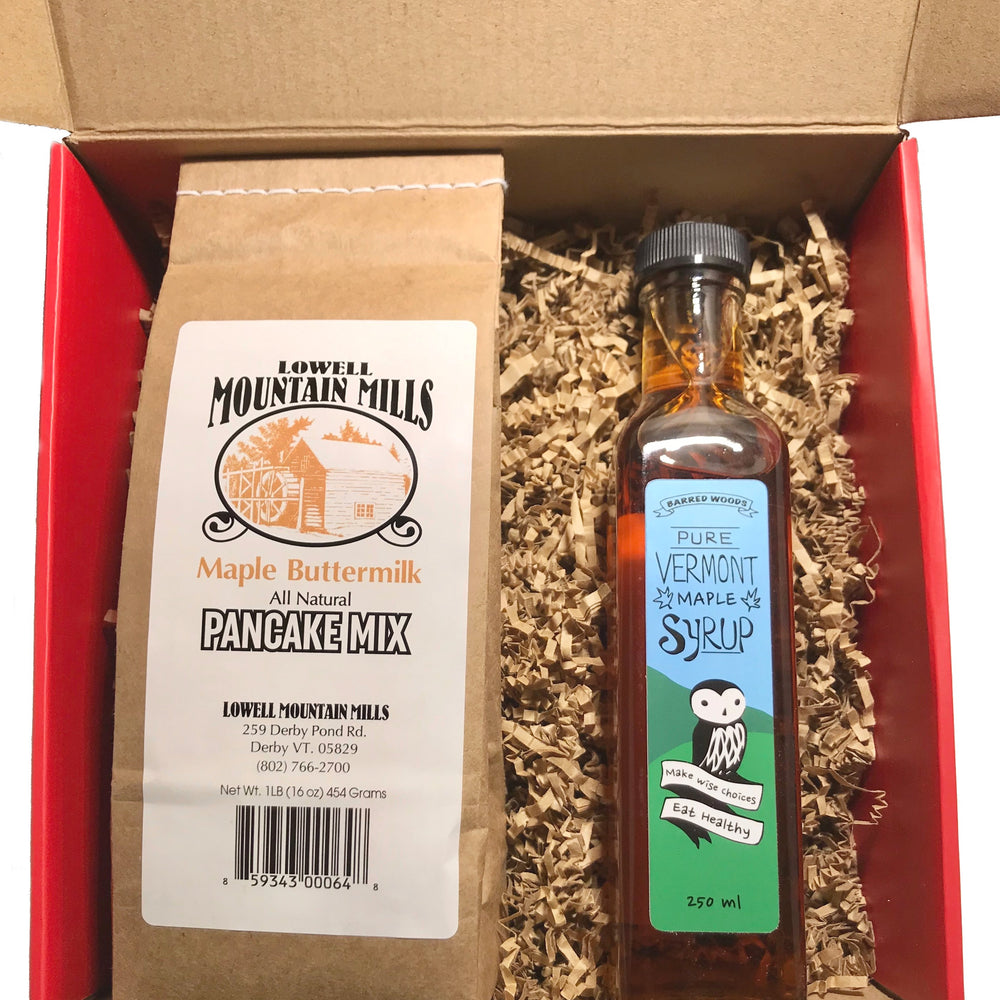 LOWELL
MOUNTAIN MILLS
Maple Buttermilk
All Natural
PANCAKE MIX
LOWELL MOUNTAIN MILLS
259 Derby Pond Rd.
Derby VT. 05829
(802) 766-2700
Net Wt. 1LB (16 oz) 454 Grams
8 59343 00064 8
BARRED WOODS
PURE
VERMONT
MAPLE
SYRUP
Make wise choices
Eat Healthy
250 ml